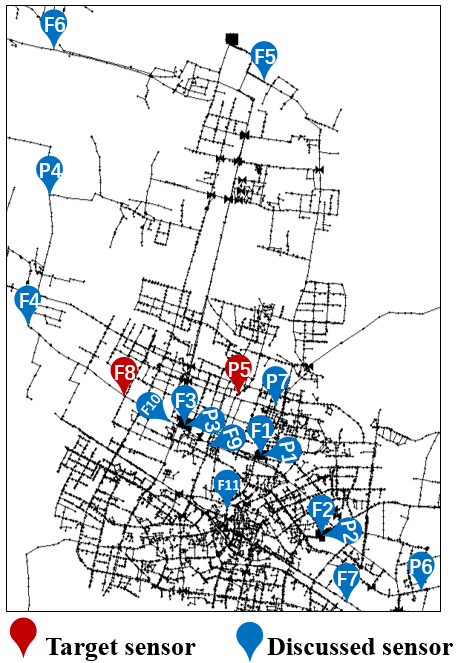 F6
F5
P4
F4
F8
P5
P7
F10
F3
P3
F9
F1
P1
F11
F2
P2
F7
P6
Target sensor
Discussed sensor